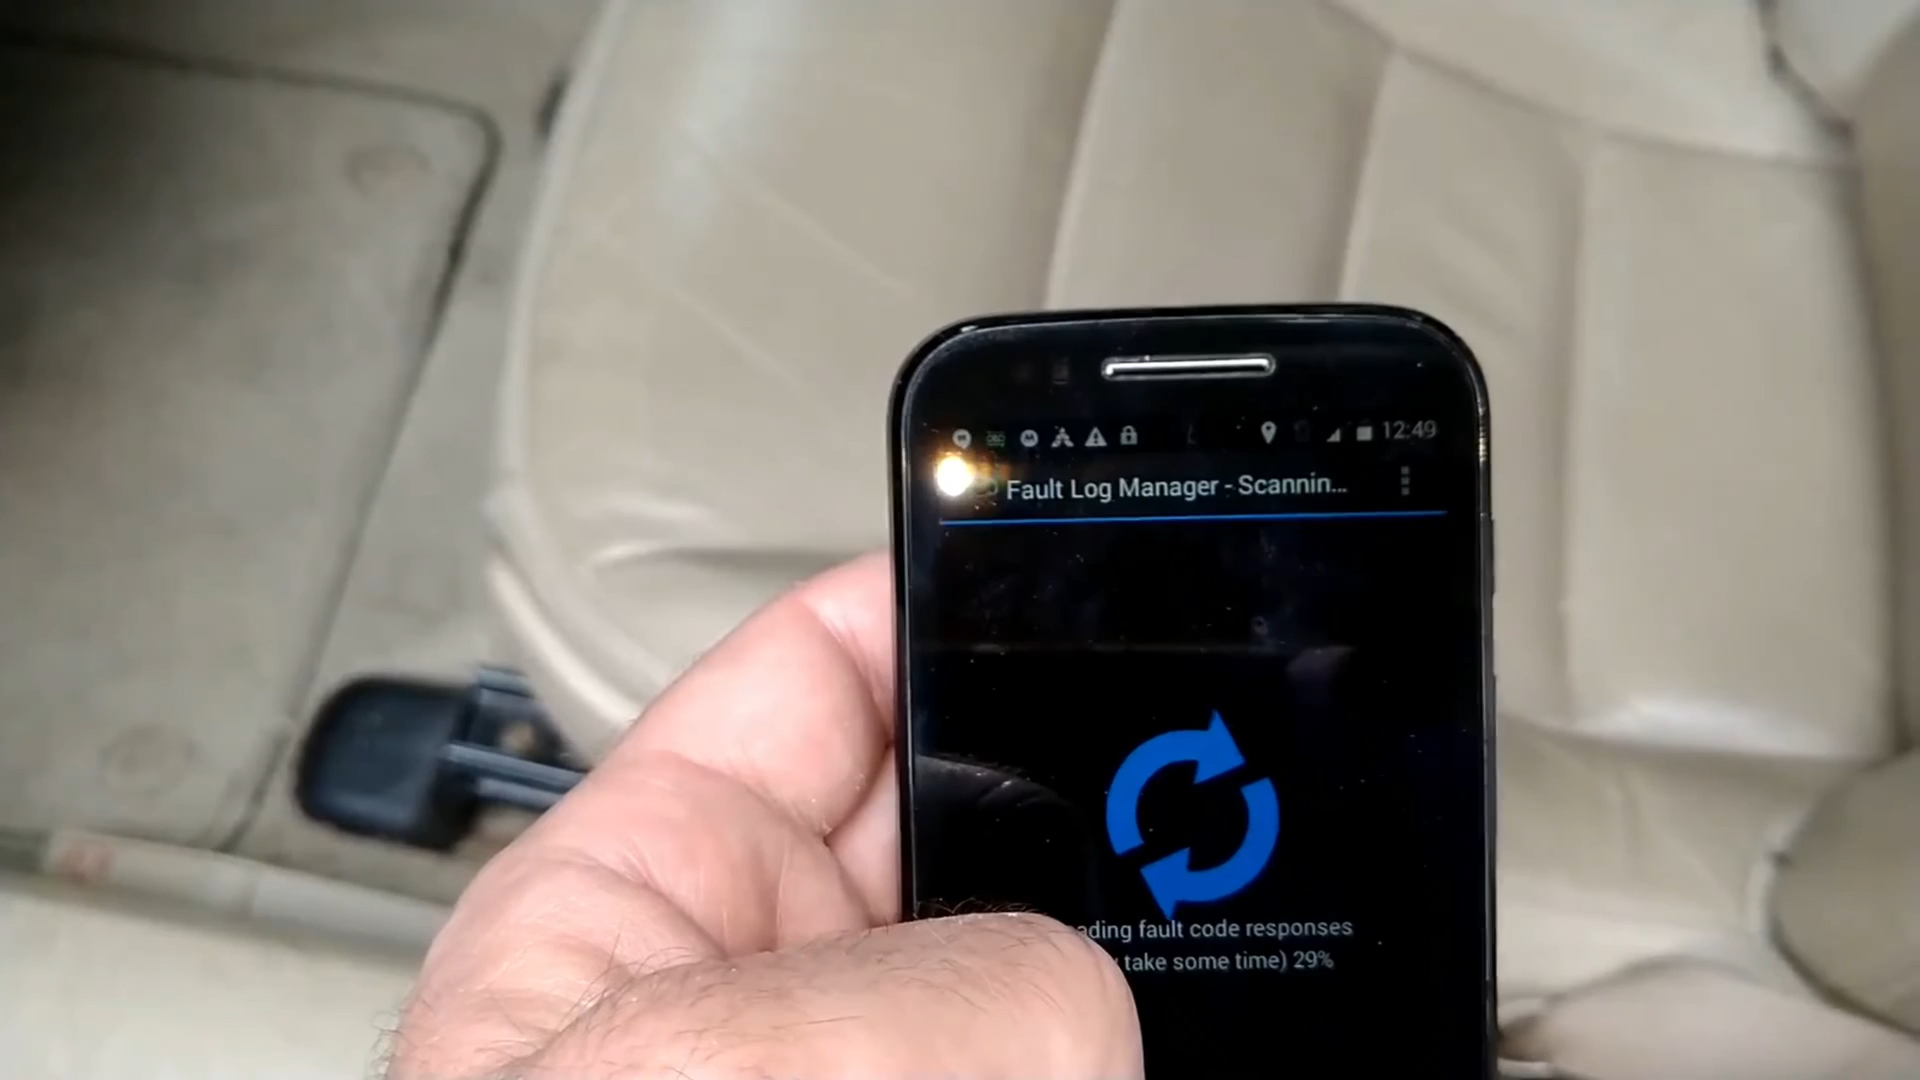 12:49
Fault Log Manager - Scannin...
ading fault code responses
take some time) 29%